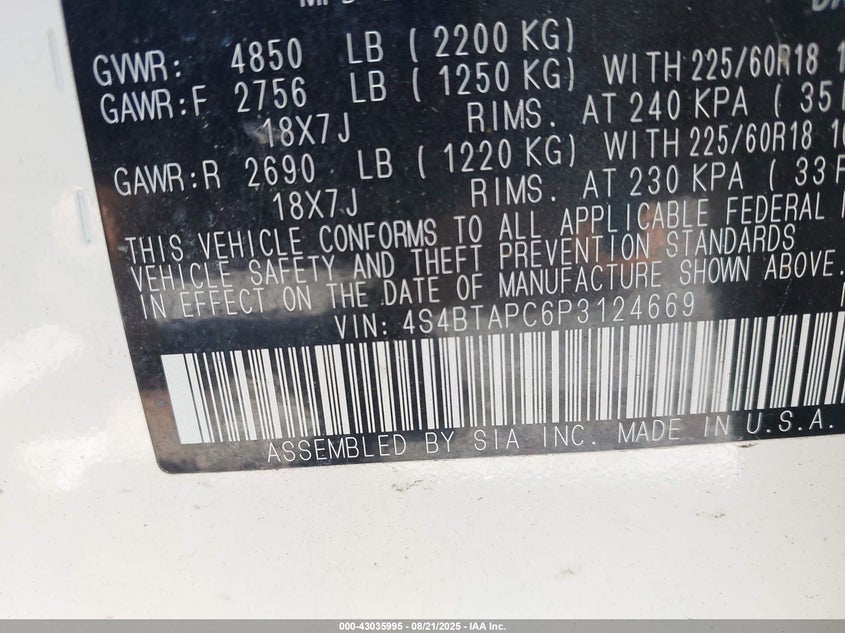 GVWR: 4850 LB ( 2200 KG)
GAWR:F 2756 LB ( 1250 KG) WITH 225/60R18
18X7J RIMS. AT 240 KPA ( 35
GAWR:R 2690 LB ( 1220 KG) WITH 225/60R18
18X7J RIMS. AT 230 KPA ( 33
THIS VEHICLE CONFORMS TO ALL APPLICABLE FEDERAL
VEHICLE SAFETY AND THEFT PREVENTION STANDARDS
IN EFFECT ON THE DATE OF MANUFACTURE SHOWN ABOVE.
VIN: 4S4BTAPC6P3124669
ASSEMBLED BY SIA INC. MADE IN U.S.A.
000-43035995 - 08/21/2025 - IAA Inc.